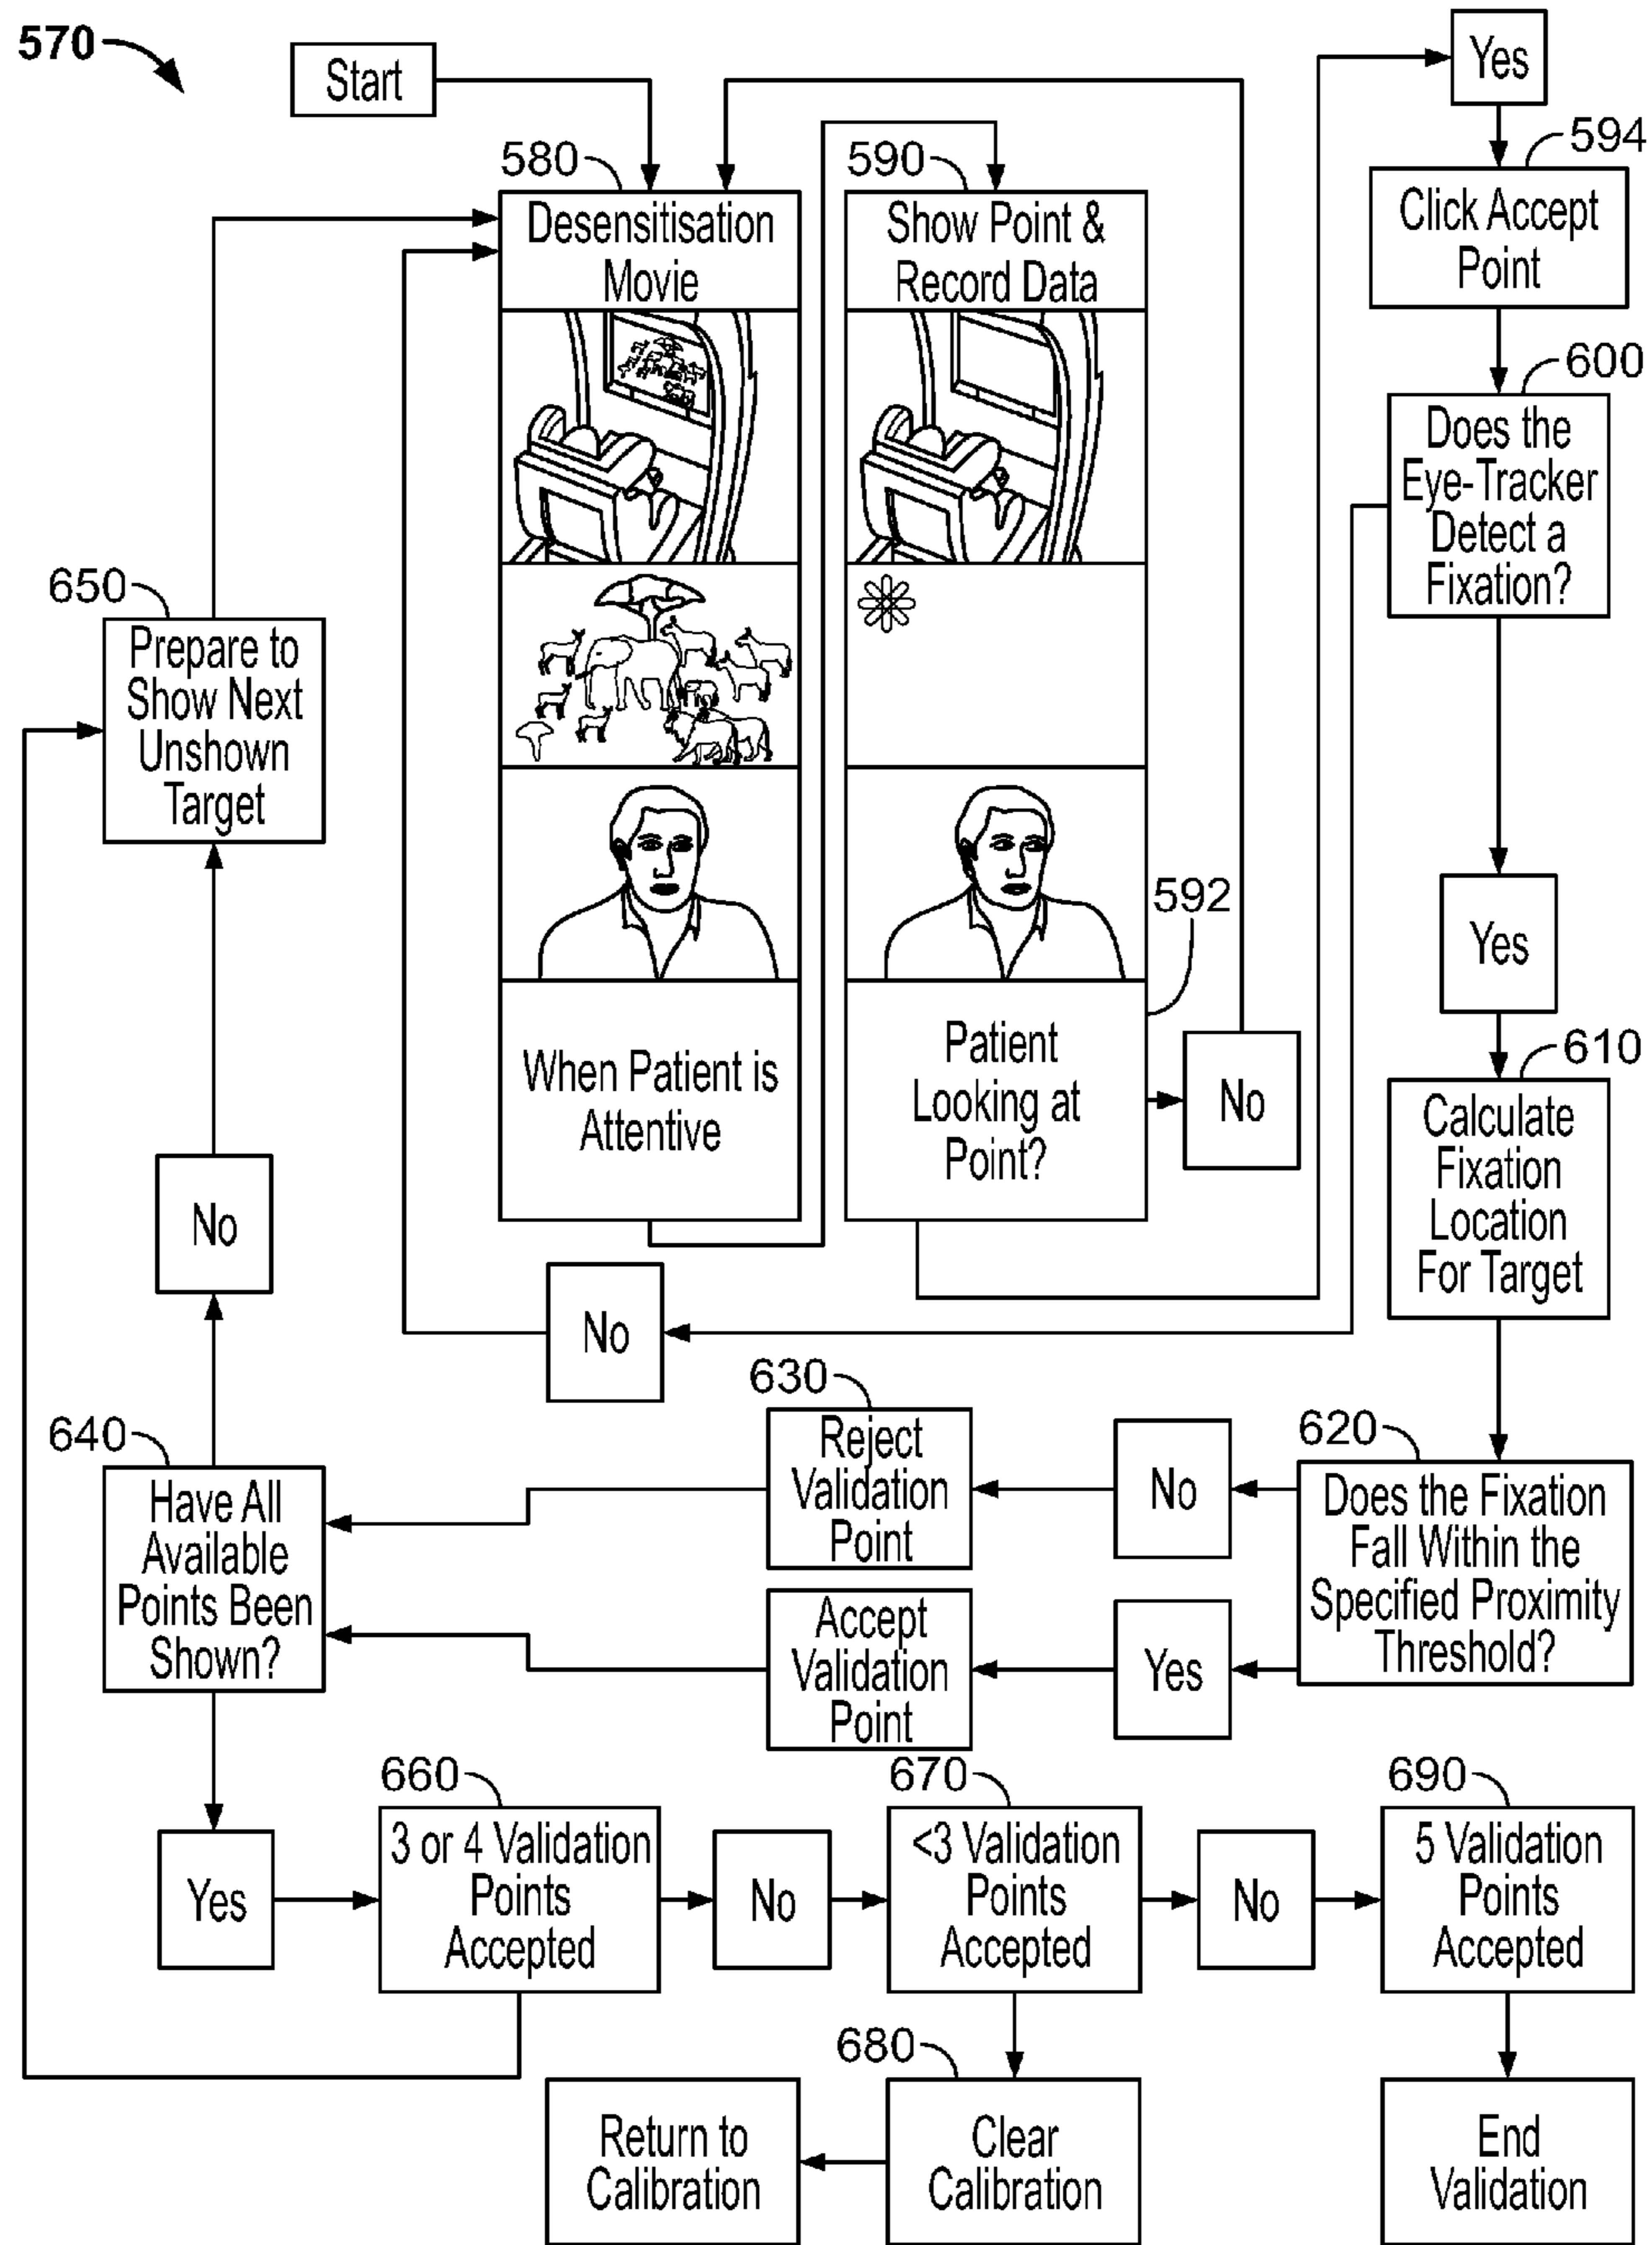 570
Start
Yes
580
590
594
Desensitisation
Movie
Show Point &
Record Data
Click Accept
Point
600
Does the
Eye-Tracker
Detect a
Fixation?
650
Prepare to
Show Next
Unshown
Target
592
Yes
When Patient is
Attentive
Patient
Looking at
Point?
No
610
Calculate
Fixation
Location
For Target
No
No
630
Reject
Validation
Point
No
620
Does the Fixation
Fall Within the
Specified Proximity
Threshold?
640
Have All
Available
Points Been
Shown?
Accept
Validation
Point
Yes
660
670
690
Yes
3 or 4 Validation
Points
Accepted
No
<3 Validation
Points
Accepted
No
5 Validation
Points
Accepted
680
Return to
Calibration
Clear
Calibration
End
Validation